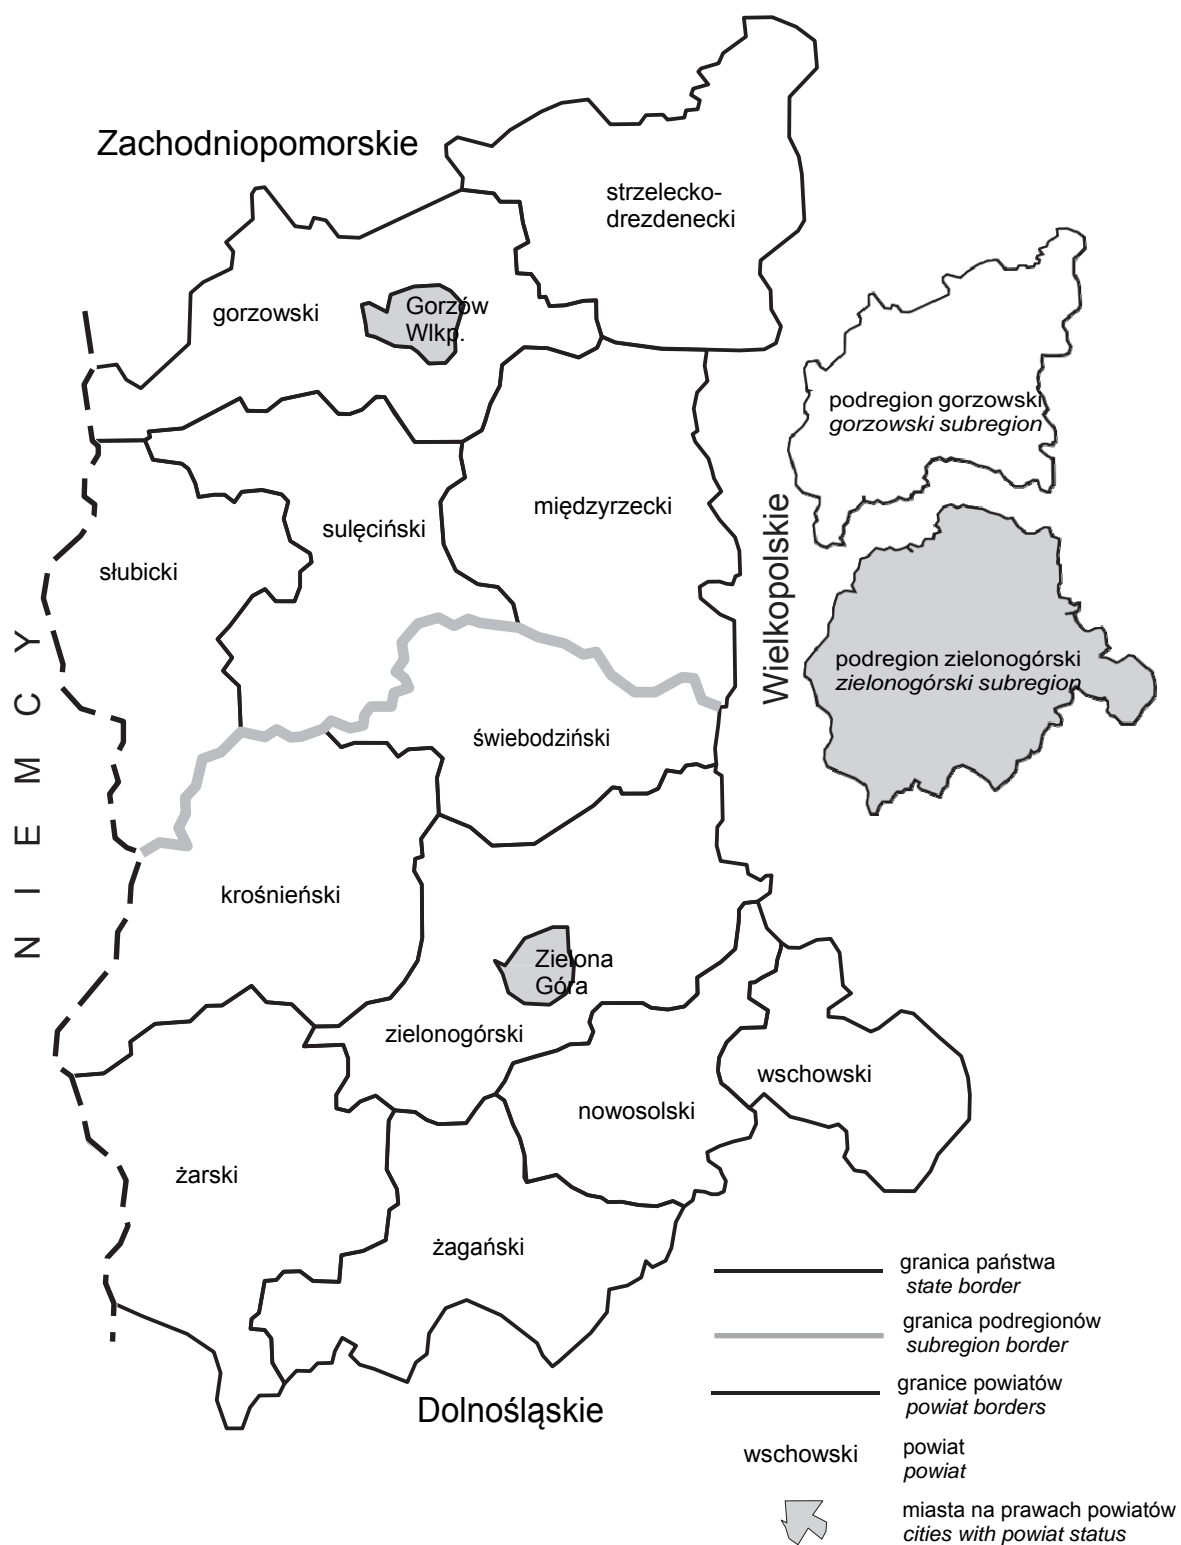 Zachodniopomorskie
strzelecko-
drezdenecki
gorzowski
Gorzów
Wlkp.
podregion gorzowski
gorzowski subregion
międzyrzecki
sulęciński
słubicki
Wielkopolskie
NIEMCY
podregion zielonogórski
zielonogórski subregion
świebodziński
krośnieński
Zielona
Góra
zielonogórski
wschowski
nowosolski
żarski
żagański
Dolnośląskie
granica państwa
state border
granica podregionów
subregion border
granice powiatów
powiat borders
wschowski
powiat
powiat
miasta na prawach powiatów
cities with powiat status